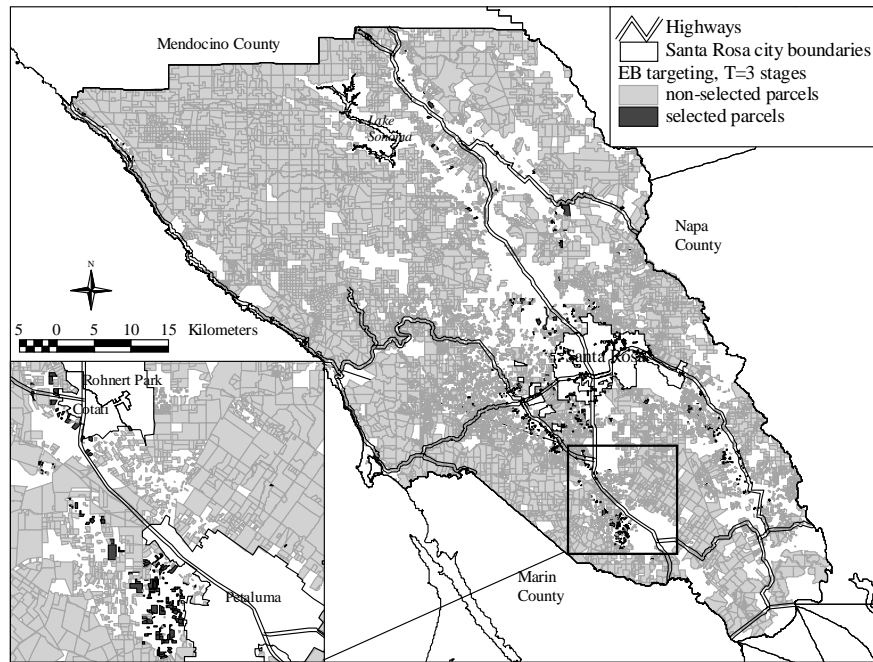 Mendocino County
Highways
Santa Rosa city boundaries
EB targeting, T=3 stages
non-selected parcels
selected parcels
Lake
Sonoma
Napa
County
N
5 0 5 10 15 Kilometers
Santa Rosa
Rohnert Park
Cotati
Petaluma
Marin
County